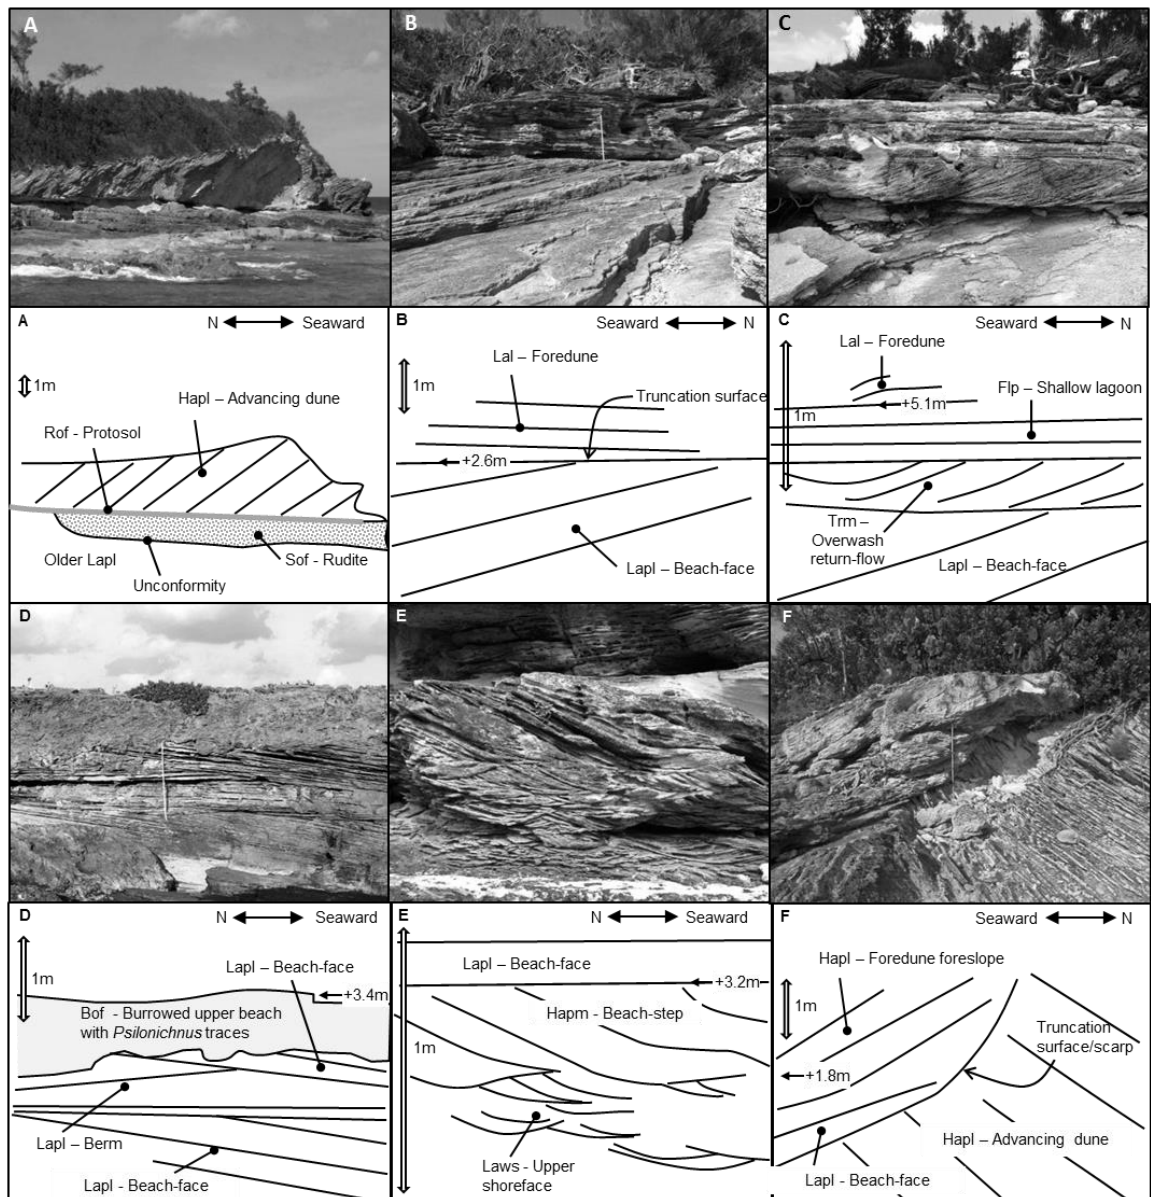 A
B
C
A
N
Seaward
1m
Hapl – Advancing dune
Rof - Protosol
Older Lapl
Sof - Rudite
Unconformity
B
Seaward
N
1m
Lal – Foredune
Truncation surface
+2.6m
Lapl – Beach-face
C
Seaward
N
Lal – Foredune
Flp – Shallow lagoon
+5.1m
1m
Trm –
Overwash
return-flow
Lapl – Beach-face
D
E
F
D
N
Seaward
1m
Lapl – Beach-face
+3.4m
Bof - Burrowed upper beach
with Psilonichnus traces
Lapl – Berm
Lapl - Beach-face
E
N
Seaward
Lapl – Beach-face
+3.2m
Hapm - Beach-step
1m
Laws - Upper
shoreface
F
Seaward
N
Hapl – Foredune foreslope
1m
Truncation
surface/scarp
+1.8m
Hapl – Advancing dune
Lapl - Beach-face